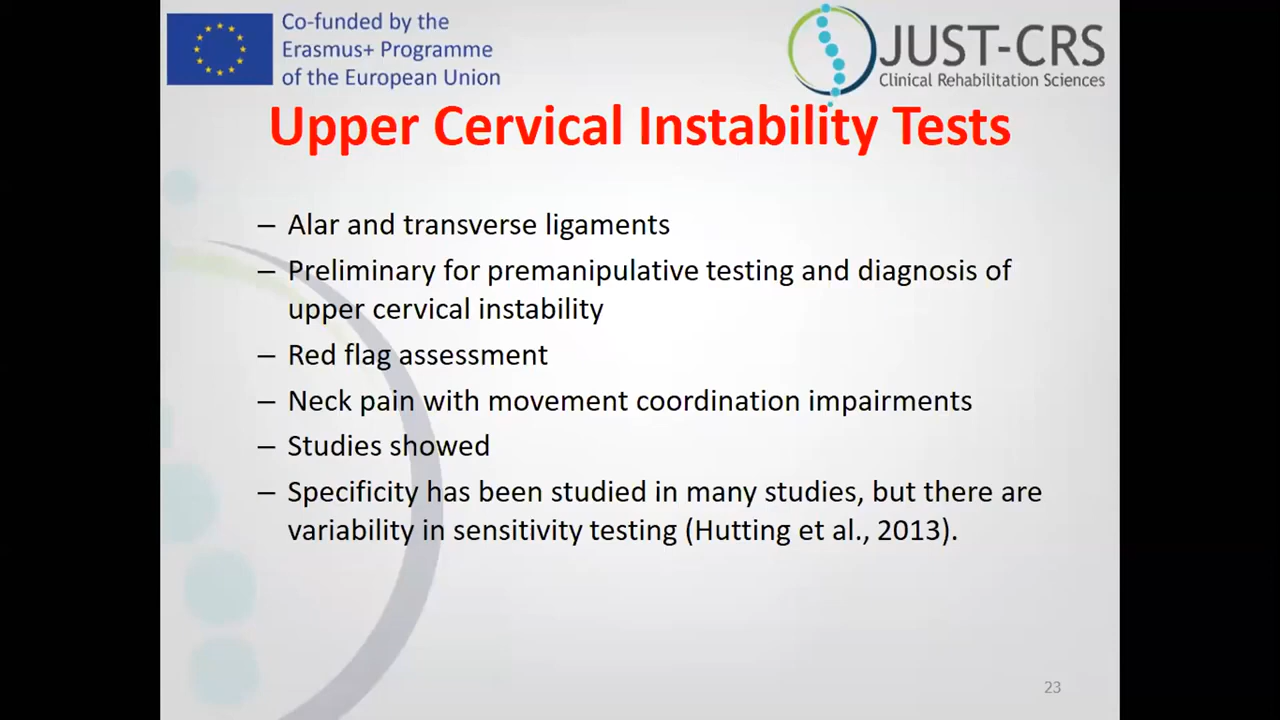 Co-funded by the
Erasmus+ Programme
of the European Union
JUST-CRS
Clinical Rehabilitation Sciences
Upper Cervical Instability Tests
– Alar and transverse ligaments
– Preliminary for premanipulative testing and diagnosis of
upper cervical instability
– Red flag assessment
– Neck pain with movement coordination impairments
– Studies showed
– Specificity has been studied in many studies, but there are
variability in sensitivity testing (Hutting et al., 2013).
23